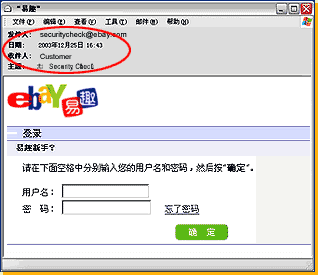 "易趣"
文件(F) 编辑(E) 查看(V) 工具(T) 邮件(M) 帮助(H)
发件人： securitycheck@ebay.com
日期： 2003年12月25日 16:43
收件人： Customer
主题： Security Check
ebay易趣
登录
易趣新手？
请在下面空格中分别输入您的用户名和密码，然后按"确定"。
用户名：
密 码： 忘了密码
确 定